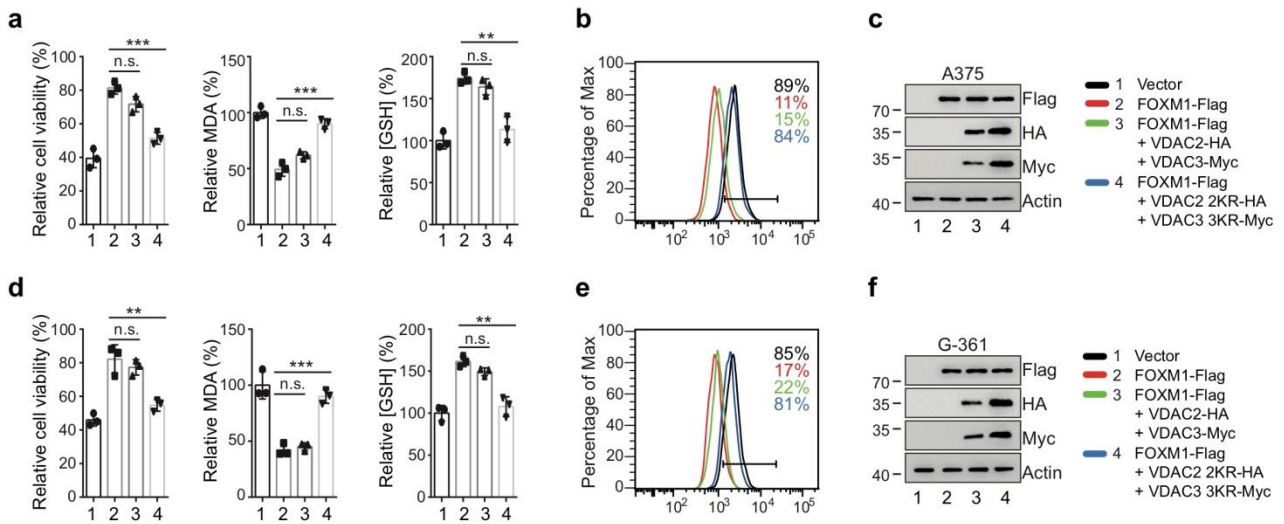 a
Relative cell viability (%)
100
80
60
40
20
0
***
n.s.
1 2 3 4
Relative MDA (%)
150
100
50
0
***
n.s.
1 2 3 4
Relative [GSH] (%)
200
150
100
50
0
**
n.s.
1 2 3 4
b
Percentage of Max
100
80
60
40
20
0
89%
11%
15%
84%
10² 10³ 10⁴ 10⁵
c
A375
Flag
70
HA
35
Myc
35
Actin
40
1 2 3 4
1 Vector
2 FOXM1-Flag
3 FOXM1-Flag
+ VDAC2-HA
+ VDAC3-Myc
4 FOXM1-Flag
+ VDAC2 2KR-HA
+ VDAC3 3KR-Myc
d
Relative cell viability (%)
100
80
60
40
20
0
**
n.s.
1 2 3 4
Relative MDA (%)
150
100
50
0
***
n.s.
1 2 3 4
Relative [GSH] (%)
200
150
100
50
0
**
n.s.
1 2 3 4
e
Percentage of Max
100
80
60
40
20
0
85%
17%
22%
81%
10² 10³ 10⁴ 10⁵
f
G-361
Flag
70
HA
35
Myc
35
Actin
40
1 2 3 4
1 Vector
2 FOXM1-Flag
3 FOXM1-Flag
+ VDAC2-HA
+ VDAC3-Myc
4 FOXM1-Flag
+ VDAC2 2KR-HA
+ VDAC3 3KR-Myc